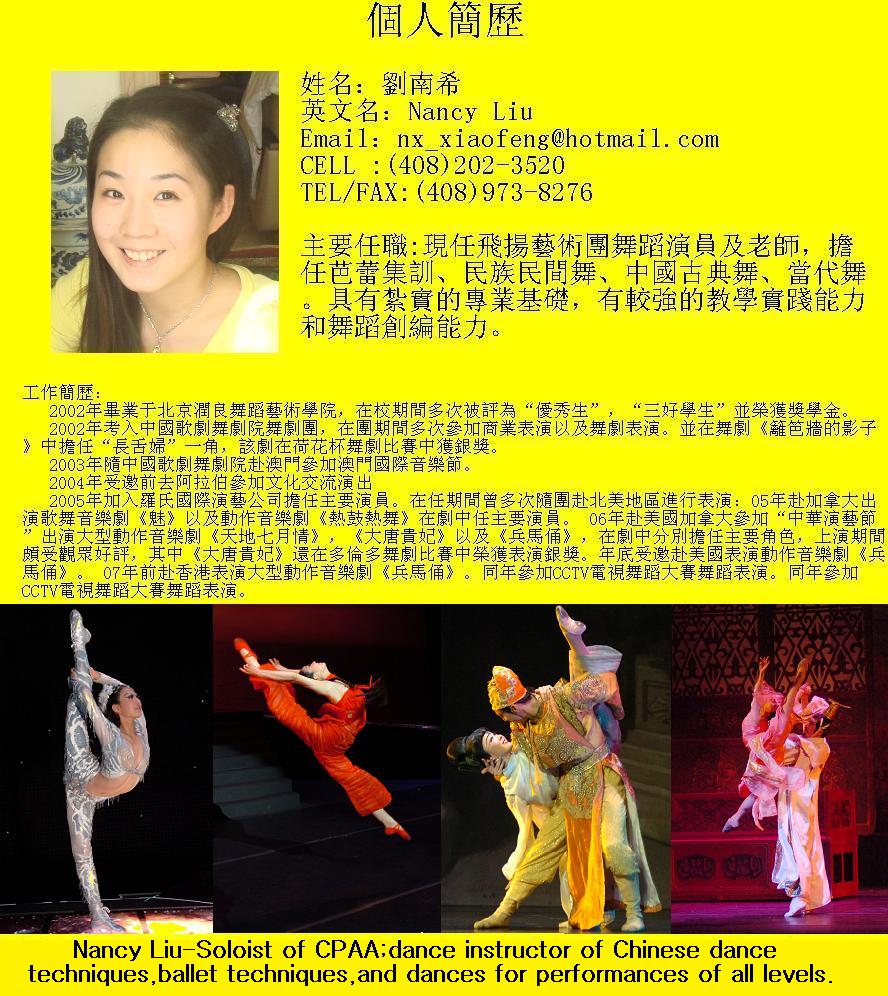 個人簡歷
姓名：劉南希
英文名：Nancy Liu
Email：nx_xiaofeng@hotmail.com
CELL :(408)202-3520
TEL/FAX:(408)973-8276
主要任職:現任飛揚藝術團舞蹈演員及老師，擔
任芭蕾集訓、民族民間舞、中國古典舞、當代舞
。具有紮實的專業基礎，有較強的教學實踐能力
和舞蹈創編能力。
工作簡歷：
2002年畢業于北京潤良舞蹈藝術學院，在校期間多次被評為“優秀生”，“三好學生”並榮獲獎學金。
2002年考入中國歌劇舞劇院舞劇團，在團期間多次參加商業表演以及舞劇表演。並在舞劇《籬笆牆的影子
》中擔任“長舌婦”一角，該劇在荷花杯舞劇比賽中獲銀獎。
2003年隨中國歌劇舞劇院赴澳門參加澳門國際音樂節。
2004年受邀前去阿拉伯參加文化交流演出
2005年加入羅氏國際演藝公司擔任主要演員。在任期間曾多次隨團赴北美地區進行表演：05年赴加拿大出
演歌舞音樂劇《魅》以及動作音樂劇《熱鼓熱舞》在劇中任主要演員。 06年赴美國加拿大參加“中華演藝節
”出演大型動作音樂劇《天地七月情》，《大唐貴妃》以及《兵馬俑》，在劇中分別擔任主要角色，上演期間
頗受觀眾好評，其中《大唐貴妃》還在多倫多舞劇比賽中榮獲表演銀獎。年底受邀赴美國表演動作音樂劇《兵
馬俑》。 07年前赴香港表演大型動作音樂劇《兵馬俑》。同年參加CCTV電視舞蹈大賽舞蹈表演。同年參加
CCTV電視舞蹈大賽舞蹈表演。
Nancy Liu-Soloist of CPAA;dance instructor of Chinese dance
techniques,ballet techniques,and dances for performances of all levels.